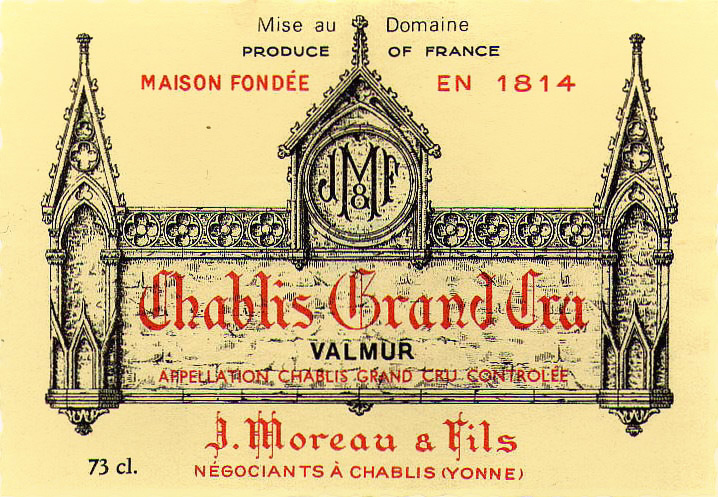 Mise au Domaine
PRODUCE OF FRANCE
MAISON FONDÉE EN 1814
JM&F
Chablis Grand Cru
VALMUR
APPELLATION CHABLIS GRAND CRU CONTROLÉE
J. Moreau & Fils
73 cl.
NÉGOCIANTS À CHABLIS (YONNE)